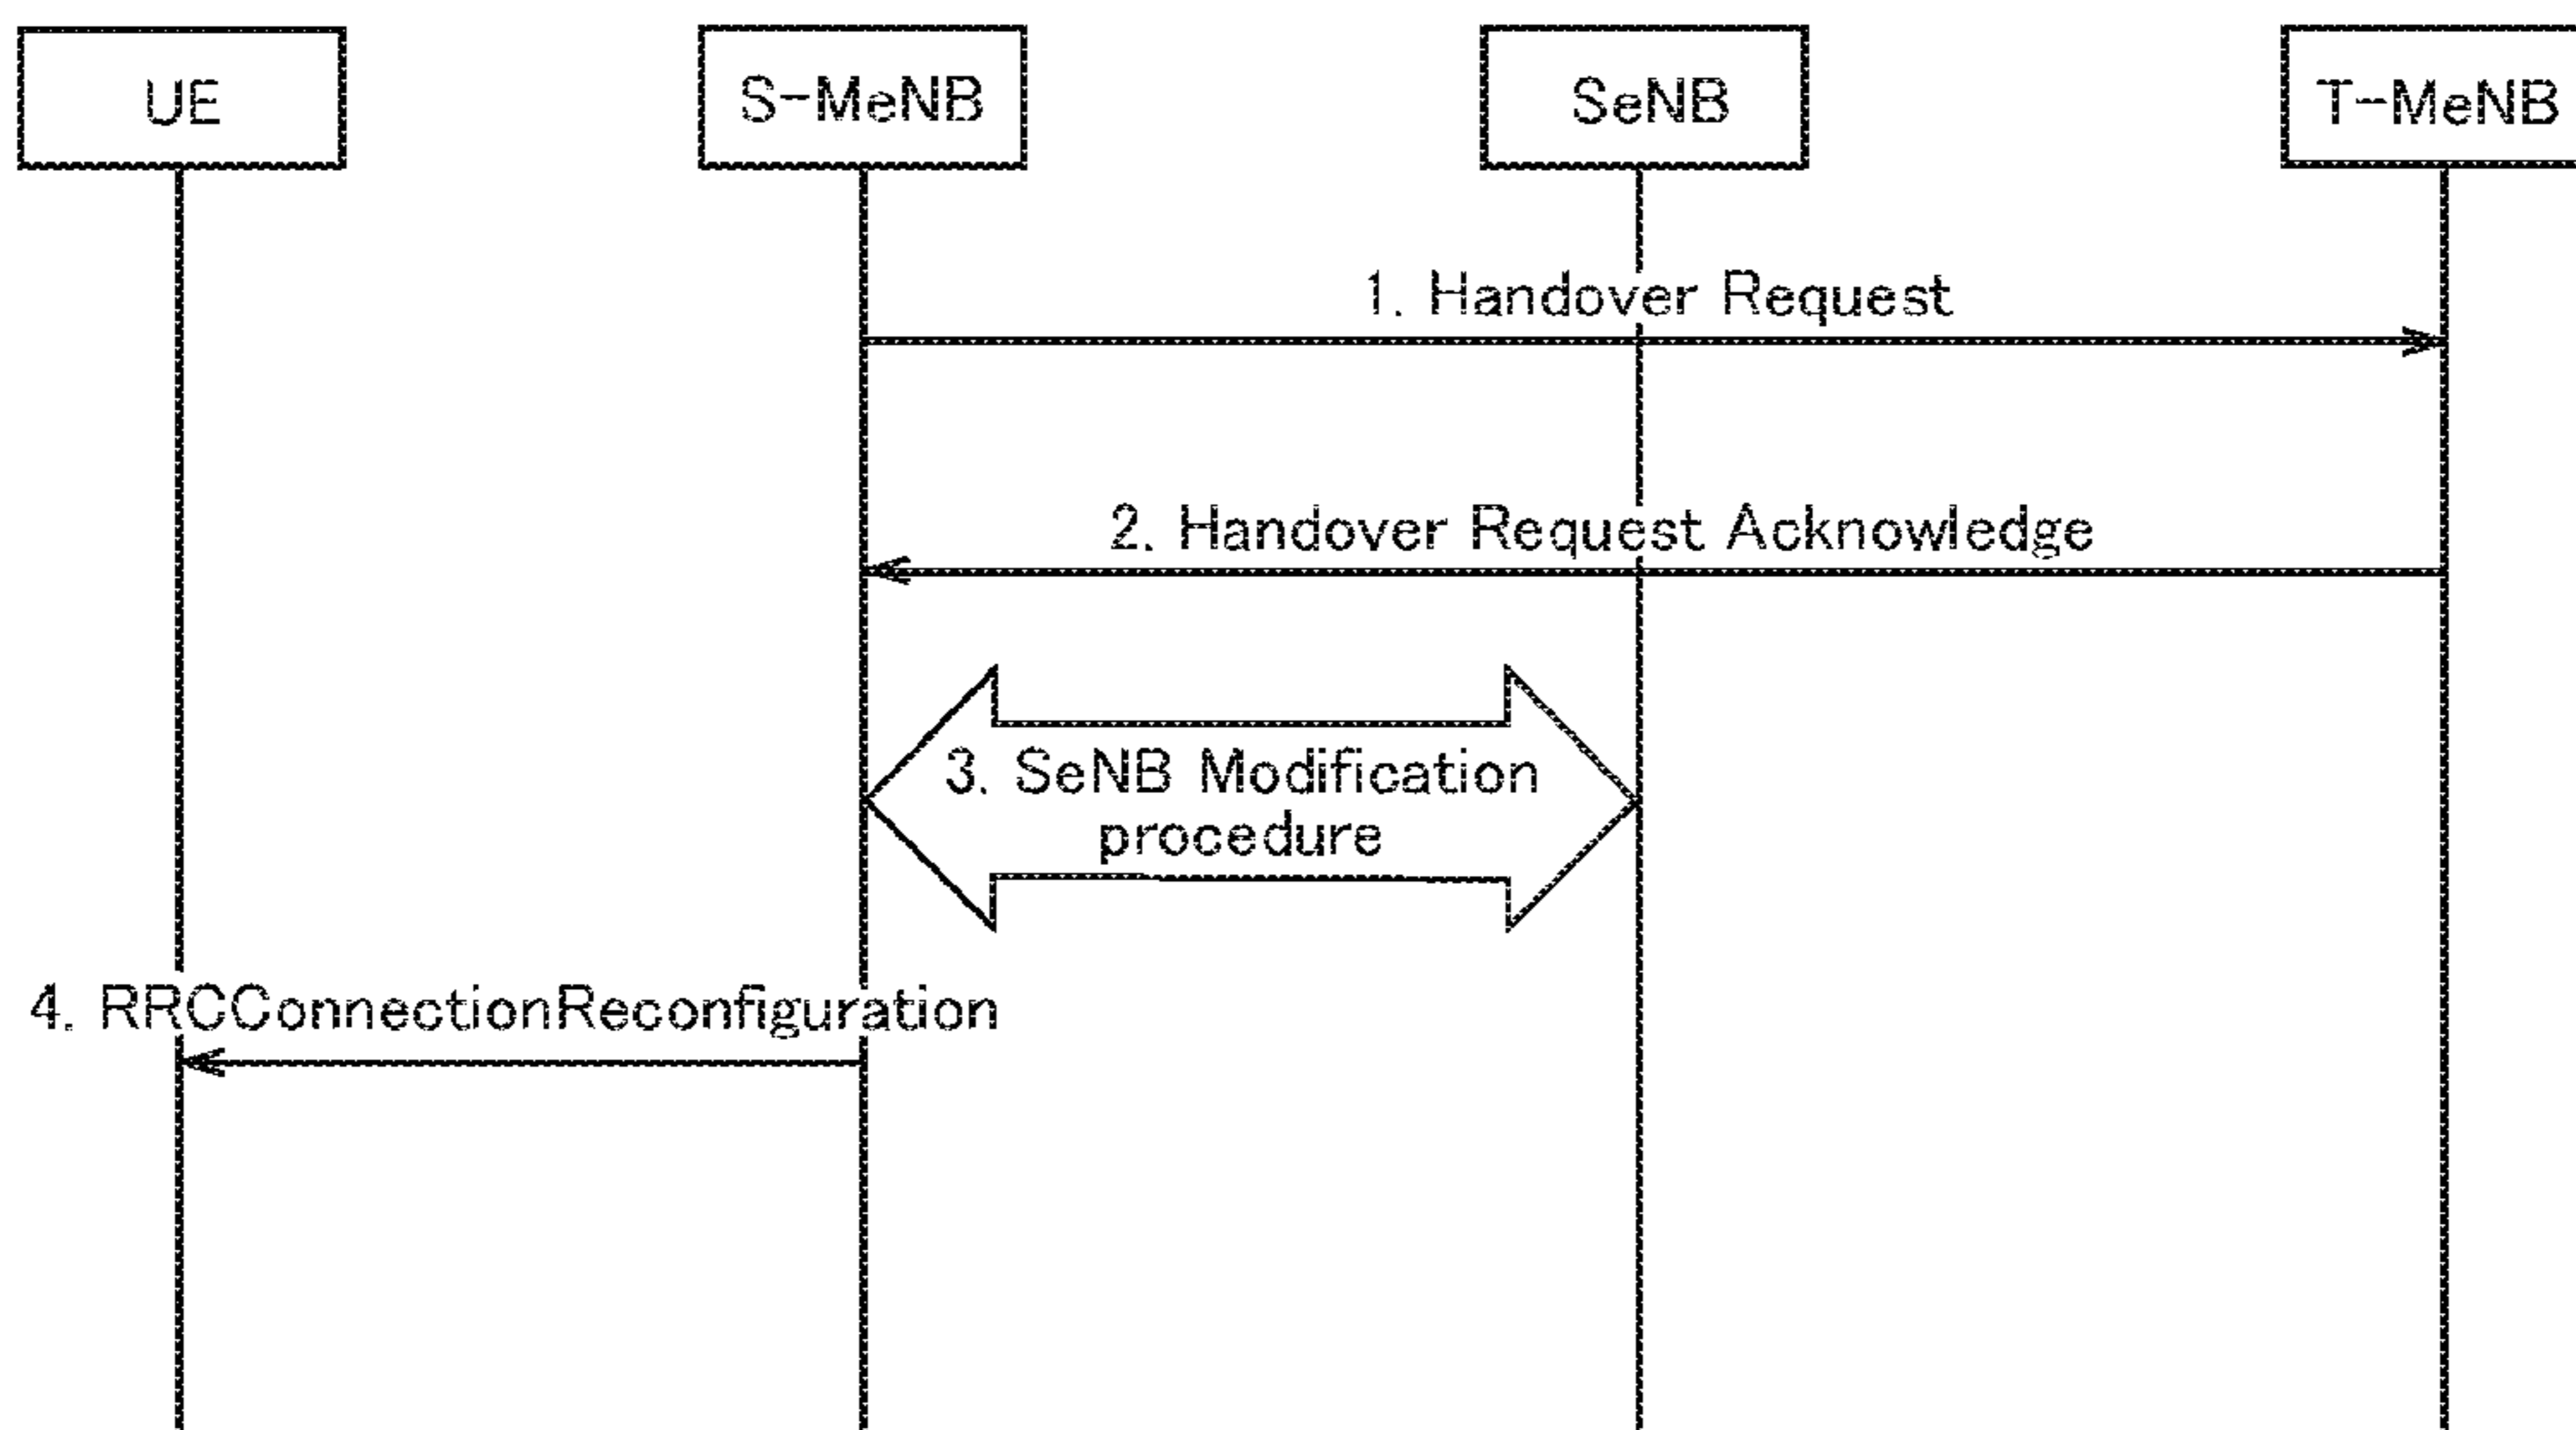 UE
S-MeNB
SeNB
T-MeNB
1. Handover Request
2. Handover Request Acknowledge
3. SeNB Modification
procedure
4. RRCConnectionReconfiguration